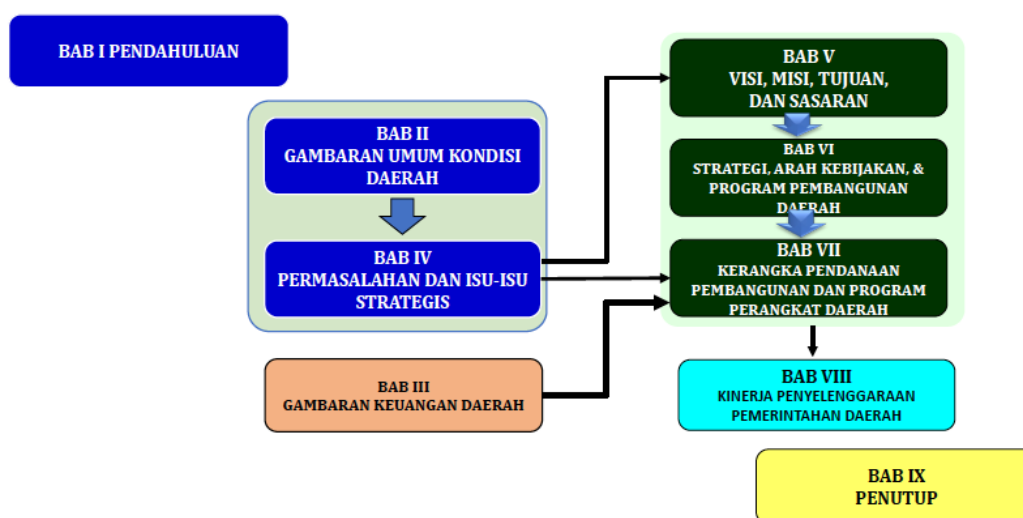 BAB I PENDAHULUAN
BAB II
GAMBARAN UMUM KONDISI
DAERAH
BAB IV
PERMASALAHAN DAN ISU-ISU
STRATEGIS
BAB III
GAMBARAN KEUANGAN DAERAH
BAB V
VISI, MISI, TUJUAN,
DAN SASARAN
BAB VI
STRATEGI, ARAH KEBIJAKAN, &
PROGRAM PEMBANGUNAN
DAERAH
BAB VII
KERANGKA PENDANAAN
PEMBANGUNAN DAN PROGRAM
PERANGKAT DAERAH
BAB VIII
KINERJA PENYELENGGARAAN
PEMERINTAHAN DAERAH
BAB IX
PENUTUP